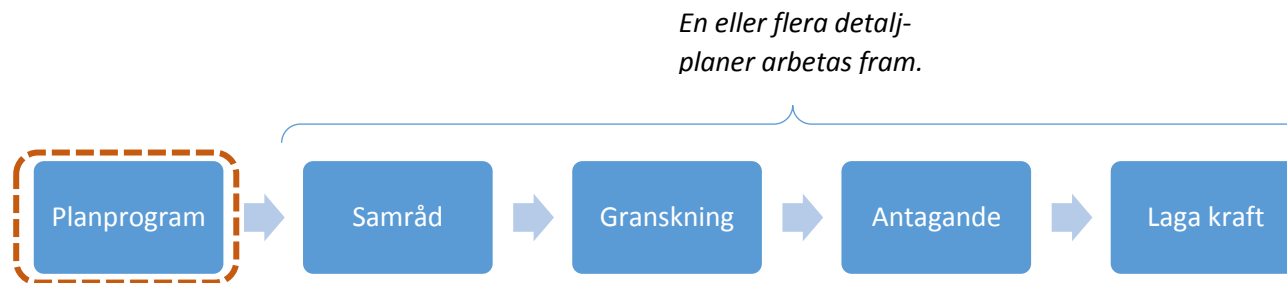 En eller flera detalj-
planer arbetas fram.
Planprogram
Samråd
Granskning
Antagande
Laga kraft